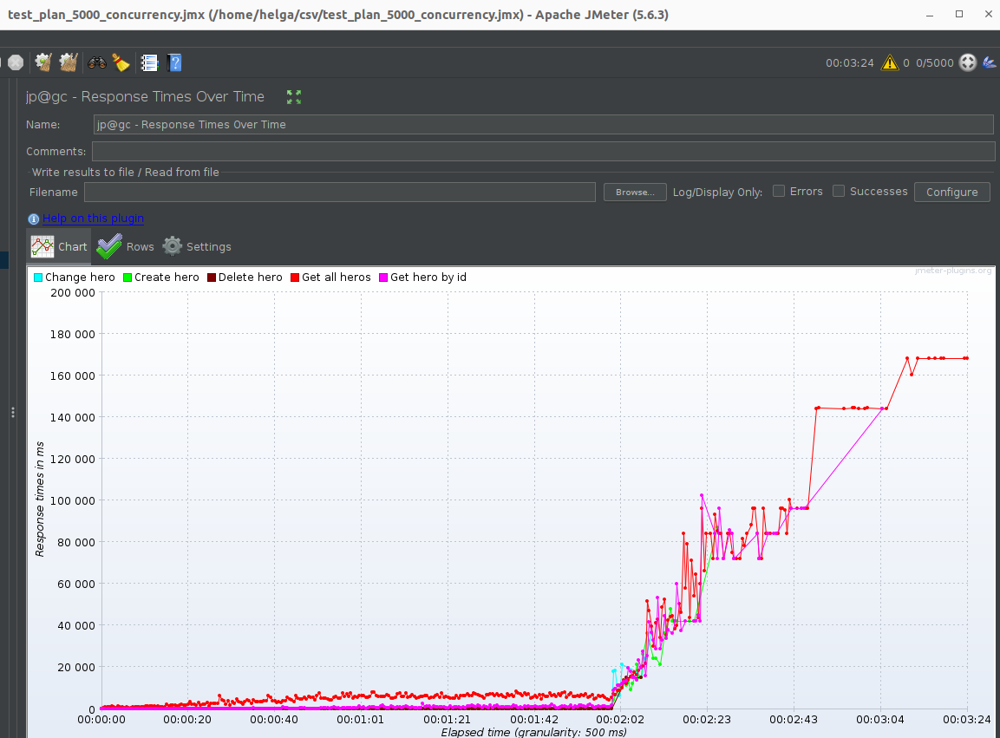 test_plan_5000_concurrency.jmx (/home/helga/csv/test_plan_5000_concurrency.jmx) - Apache JMeter (5.6.3)
00:03:24 0 0/5000
jp@gc - Response Times Over Time
Name: jp@gc - Response Times Over Time
Comments:
Write results to file / Read from file
Filename Browse... Log/Display Only: Errors Successes Configure
Help on this plugin
Chart Rows Settings
jmeter-plugins.org
Change hero Create hero Delete hero Get all heros Get hero by id
200 000
180 000
160 000
140 000
120 000
100 000
80 000
60 000
40 000
20 000
0
Response times in ms
00:00:00 00:00:20 00:00:40 00:01:01 00:01:21 00:01:42 00:02:02 00:02:23 00:02:43 00:03:04 00:03:24
Elapsed time (granularity: 500 ms)